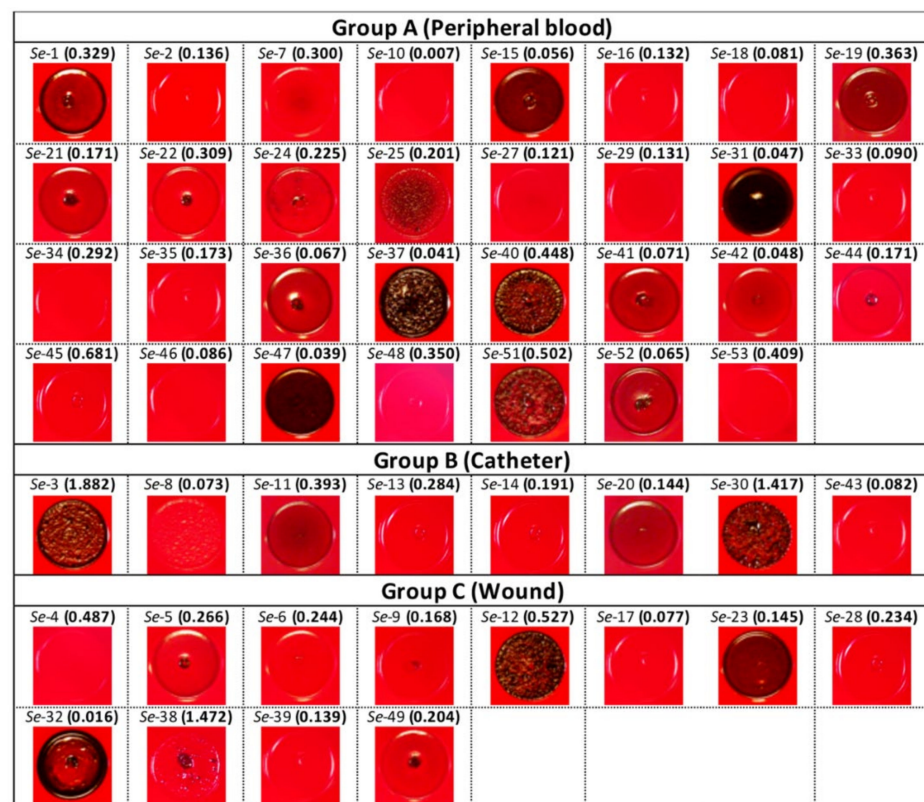 Group A (Peripheral blood)
Se-1 (0.329) Se-2 (0.136) Se-7 (0.300) Se-10 (0.007) Se-15 (0.056) Se-16 (0.132) Se-18 (0.081) Se-19 (0.363)
Se-21 (0.171) Se-22 (0.309) Se-24 (0.225) Se-25 (0.201) Se-27 (0.121) Se-29 (0.131) Se-31 (0.047) Se-33 (0.090)
Se-34 (0.292) Se-35 (0.173) Se-36 (0.067) Se-37 (0.041) Se-40 (0.448) Se-41 (0.071) Se-42 (0.048) Se-44 (0.171)
Se-45 (0.681) Se-46 (0.086) Se-47 (0.039) Se-48 (0.350) Se-51(0.502) Se-52 (0.065) Se-53 (0.409)
Group B (Catheter)
Se-3 (1.882) Se-8 (0.073) Se-11 (0.393) Se-13 (0.284) Se-14 (0.191) Se-20 (0.144) Se-30 (1.417) Se-43 (0.082)
Group C (Wound)
Se-4 (0.487) Se-5 (0.266) Se-6 (0.244) Se-9 (0.168) Se-12 (0.527) Se-17 (0.077) Se-23 (0.145) Se-28 (0.234)
Se-32 (0.016) Se-38 (1.472) Se-39 (0.139) Se-49 (0.204)